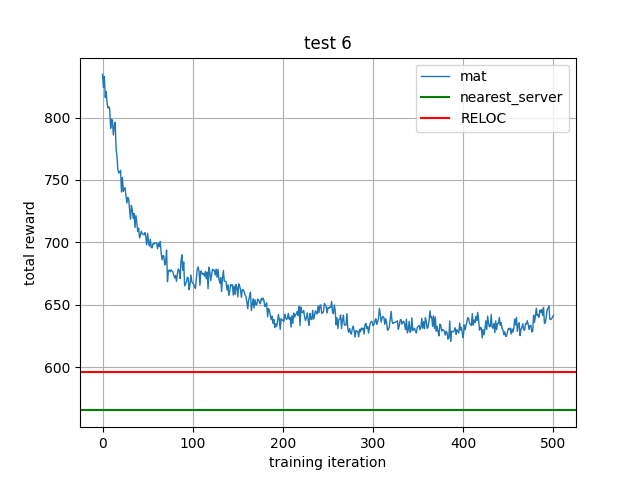 test 6
mat
nearest_server
RELOC
total reward
800
750
700
650
600
0 100 200 300 400 500
training iteration